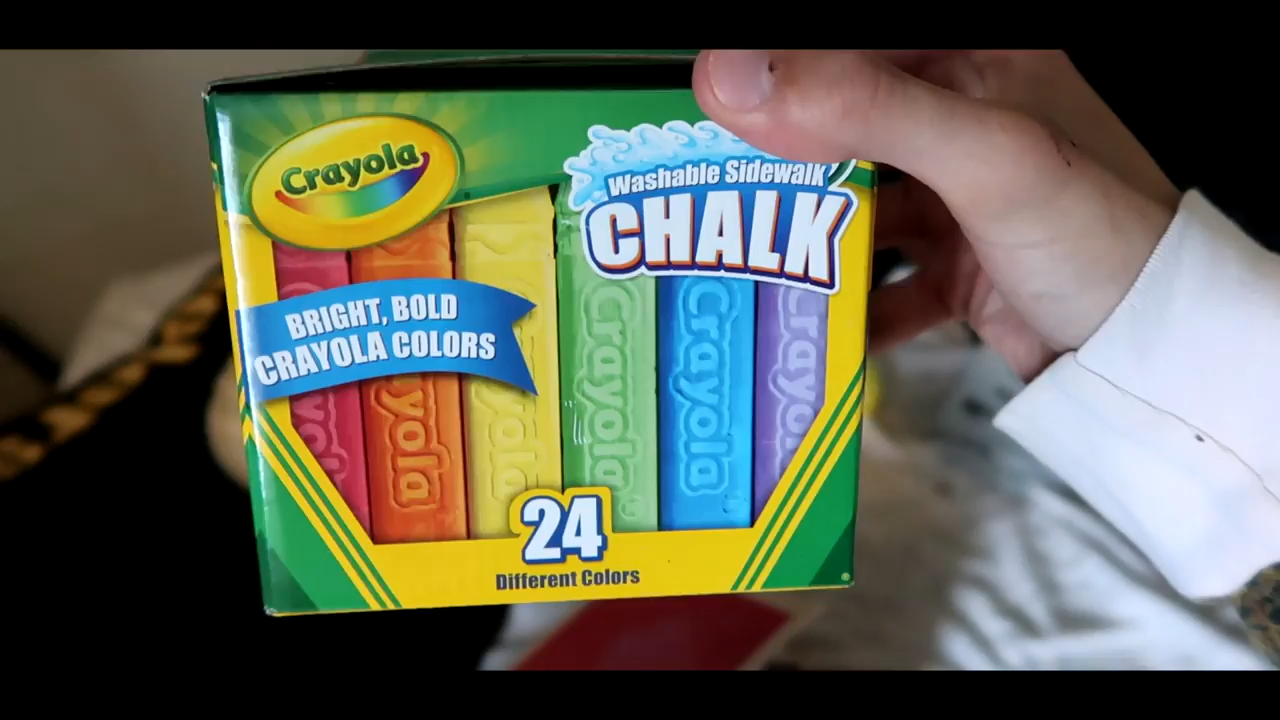 Crayola
Washable Sidewalk
CHALK
BRIGHT, BOLD
CRAYOLA COLORS
Crayola
Crayola
Crayola
Crayola
Crayola
Crayola
24
Different Colors